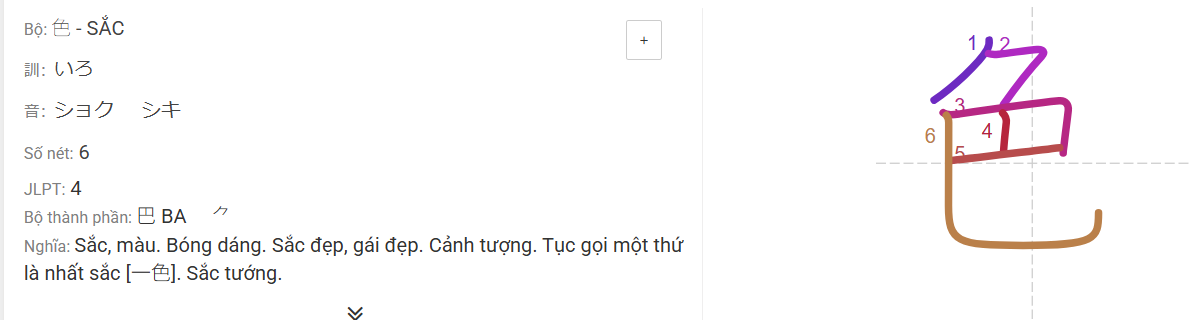 Bộ: 色 - SẮC
+
訓: いろ
音: ショク シキ
Số nét: 6
JLPT: 4
Bộ thành phần: 巴 BA ⺈
Nghĩa: Sắc, màu. Bóng dáng. Sắc đẹp, gái đẹp. Cảnh tượng. Tục gọi một thứ
là nhất sắc [一色]. Sắc tướng.
1 2
3
6 4
5
色